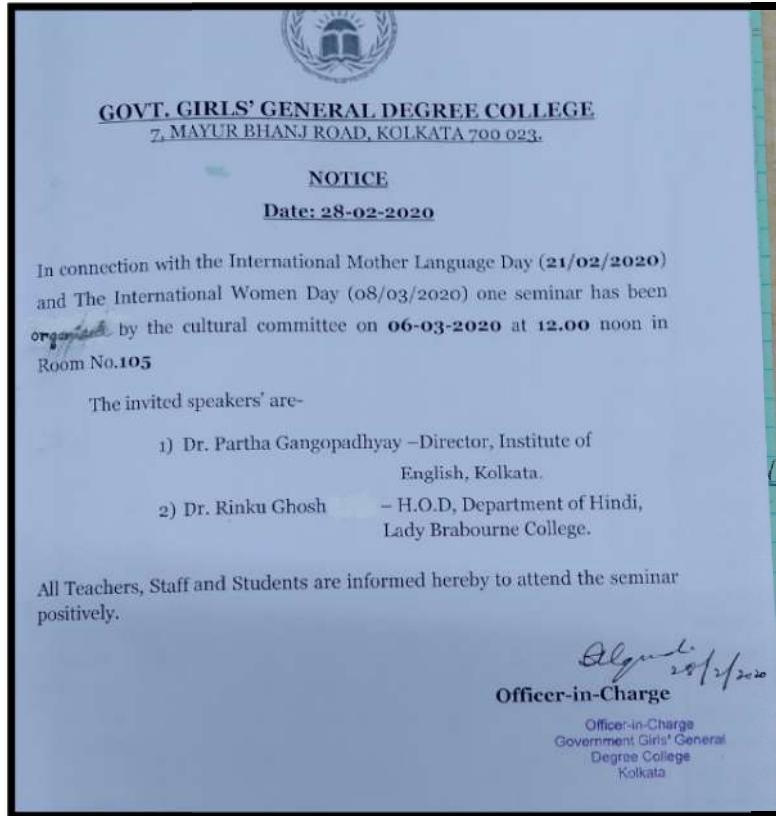 GOVT. GIRLS' GENERAL DEGREE COLLEGE
7, MAYUR BHANJ ROAD, KOLKATA 700 023.
NOTICE
Date: 28-02-2020
In connection with the International Mother Language Day (21/02/2020)
and The International Women Day (08/03/2020) one seminar has been
by the cultural committee on 06-03-2020 at 12.00 noon in
Room No.105
The invited speakers' are-
1) Dr. Partha Gangopadhyay –Director, Institute of
English, Kolkata.
2) Dr. Rinku Ghosh – H.O.D, Department of Hindi,
Lady Brabourne College.
All Teachers, Staff and Students are informed hereby to attend the seminar
positively.
28/2/2020
Officer-in-Charge
Officer-in-Charge
Government Girls' General
Degree College
Kolkata